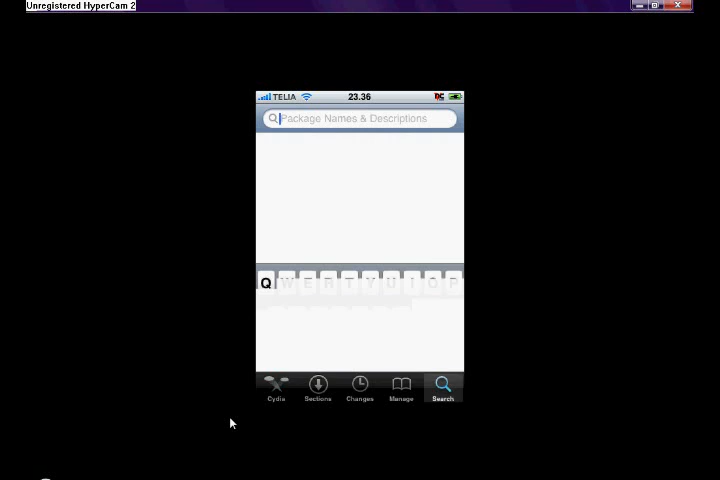 Unregistered HyperCam 2
TELIA 23.36
Package Names & Descriptions
Q W E R T Y U I O P
Cydia Sections Changes Manage Search